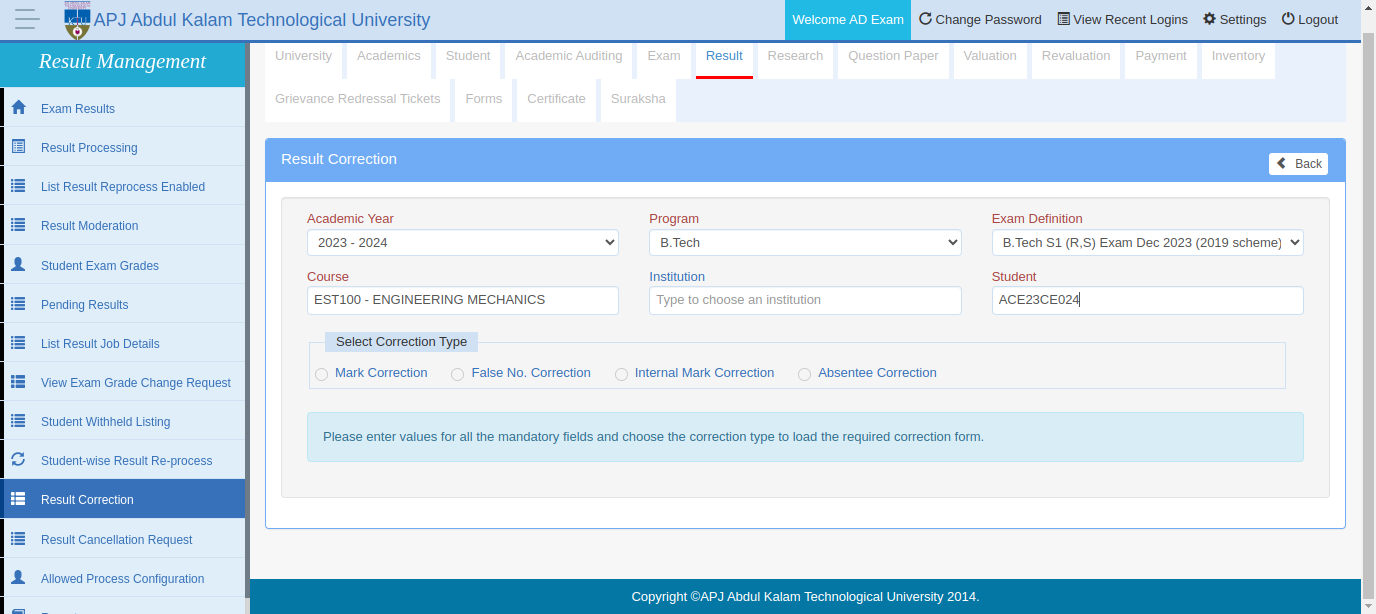 APJ Abdul Kalam Technological University
Welcome AD Exam
Change Password
View Recent Logins
Settings
Logout
Result Management
Exam Results
Result Processing
List Result Reprocess Enabled
Result Moderation
Student Exam Grades
Pending Results
List Result Job Details
View Exam Grade Change Request
Student Withheld Listing
Student-wise Result Re-process
Result Correction
Result Cancellation Request
Allowed Process Configuration
University Academics Student Academic Auditing Exam Result Research Question Paper Valuation Revaluation Payment Inventory
Grievance Redressal Tickets Forms Certificate Suraksha
Result Correction
Back
Academic Year Program Exam Definition
2023 - 2024 B.Tech B.Tech S1 (R,S) Exam Dec 2023 (2019 scheme)
Course Institution Student
EST100 - ENGINEERING MECHANICS Type to choose an institution ACE23CE024
Select Correction Type
Mark Correction False No. Correction Internal Mark Correction Absentee Correction
Please enter values for all the mandatory fields and choose the correction type to load the required correction form.
Copyright ©APJ Abdul Kalam Technological University 2014.